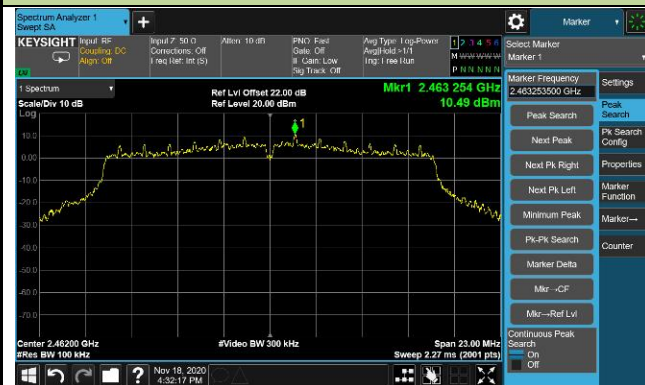 Spectrum Analyzer 1
Swept SA
+
Marker
KEYSIGHT
Input: RF
Coupling: DC
Align: Off
Input Z: 50 Ω
Corrections: Off
Freq Ref: Int (S)
Atten: 10 dB
PNO: Fast
Gate: Off
IF Gain: Low
Sig Track: Off
Avg Type: Log-Power
Avg|Hold:>1/1
Trig: Free Run
1 2 3 4 5 6
M W W W W W
P N N N N N
Select Marker
Marker 1
1 Spectrum
Scale/Div 10 dB
Log
Ref Lvl Offset 22.00 dB
Ref Level 20.00 dBm
Mkr1 2.463 254 GHz
10.49 dBm
1
10.0
0.00
-10.0
-20.0
-30.0
-40.0
-50.0
-60.0
-70.0
Center 2.46200 GHz
#Res BW 100 kHz
#Video BW 300 kHz
Span 23.00 MHz
Sweep 2.27 ms (2001 pts)
Marker Frequency
2.463253500 GHz
Peak Search
Next Peak
Next Pk Right
Next Pk Left
Minimum Peak
Pk-Pk Search
Marker Delta
Mkr→CF
Mkr→Ref Lvl
Continuous Peak
Search
On
Off
Settings
Peak
Search
Pk Search
Config
Properties
Marker
Function
Marker→
Counter
?
Nov 18, 2020
4:32:17 PM